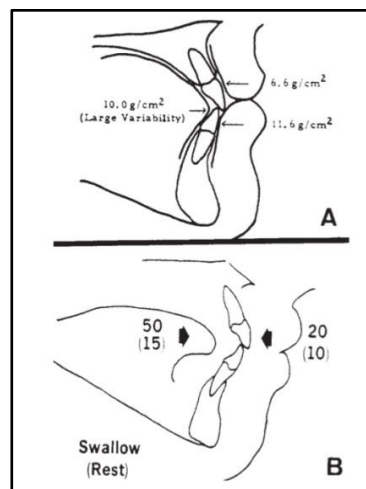 6.6 g/cm²
10.0 g/cm²
(Large Variability)
11.6 g/cm²
A
50
(15)
20
(10)
Swallow
(Rest)
B